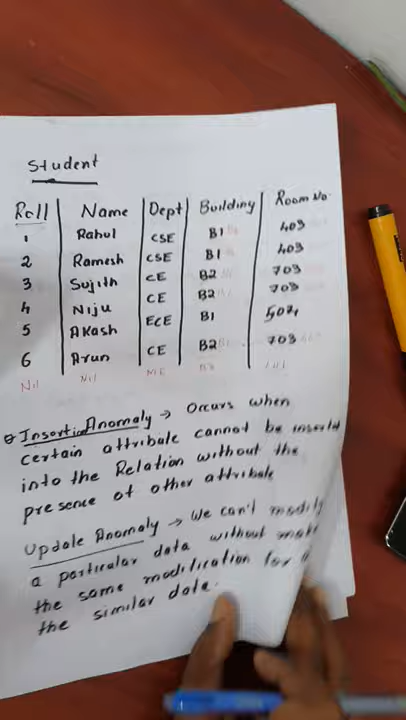 Student
Roll Name Dept Building Room No.
1 Rahul CSE B1 403
2 Ramesh CSE B1 403
3 Sujith CE B2 703
4 Niju CE B2 703
5 Akash ECE B1 504
6 Arun CE B2 703
Nil Nil
Insertion Anomaly → Occurs when
certain attribute cannot be inserted
into the Relation without the
presence of other attribute
Update Anomaly → We can't modify
a particular data without
the same modification for
the similar data.